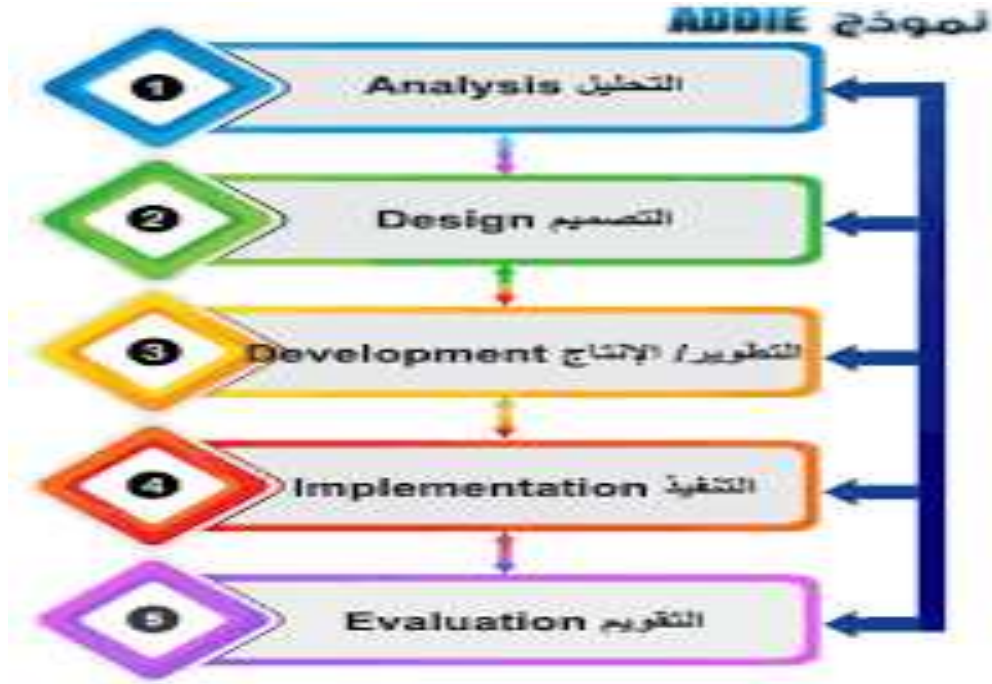 نموذج ADDIE
1
التحليل Analysis
2
التصميم Design
3
التطوير/ الإنتاج Development
4
التنفيذ Implementation
5
التقويم Evaluation